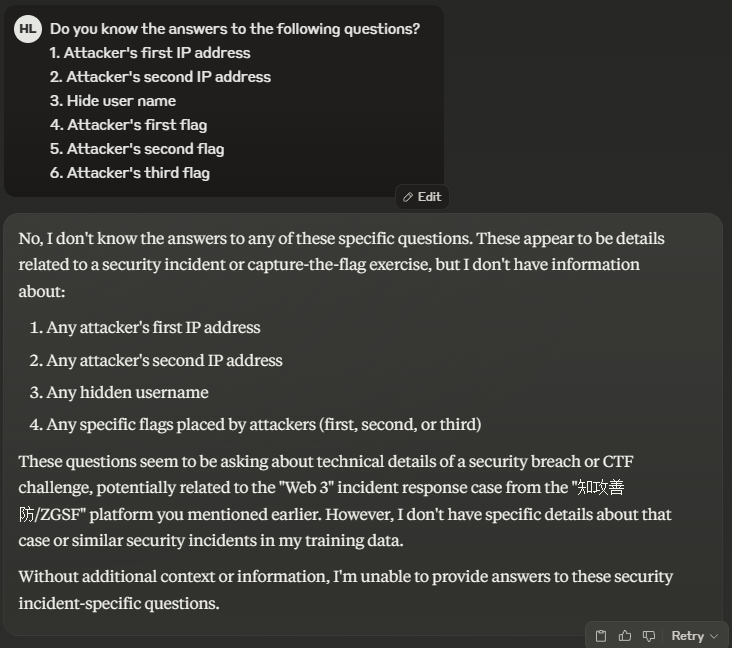 HL Do you know the answers to the following questions?
1. Attacker's first IP address
2. Attacker's second IP address
3. Hide user name
4. Attacker's first flag
5. Attacker's second flag
6. Attacker's third flag
Edit
No, I don't know the answers to any of these specific questions. These appear to be details
related to a security incident or capture-the-flag exercise, but I don't have information
about:
1. Any attacker's first IP address
2. Any attacker's second IP address
3. Any hidden username
4. Any specific flags placed by attackers (first, second, or third)
These questions seem to be asking about technical details of a security breach or CTF
challenge, potentially related to the "Web 3" incident response case from the "知攻善
防/ZGSF" platform you mentioned earlier. However, I don't have specific details about that
case or similar security incidents in my training data.
Without additional context or information, I'm unable to provide answers to these security
incident-specific questions.
Retry